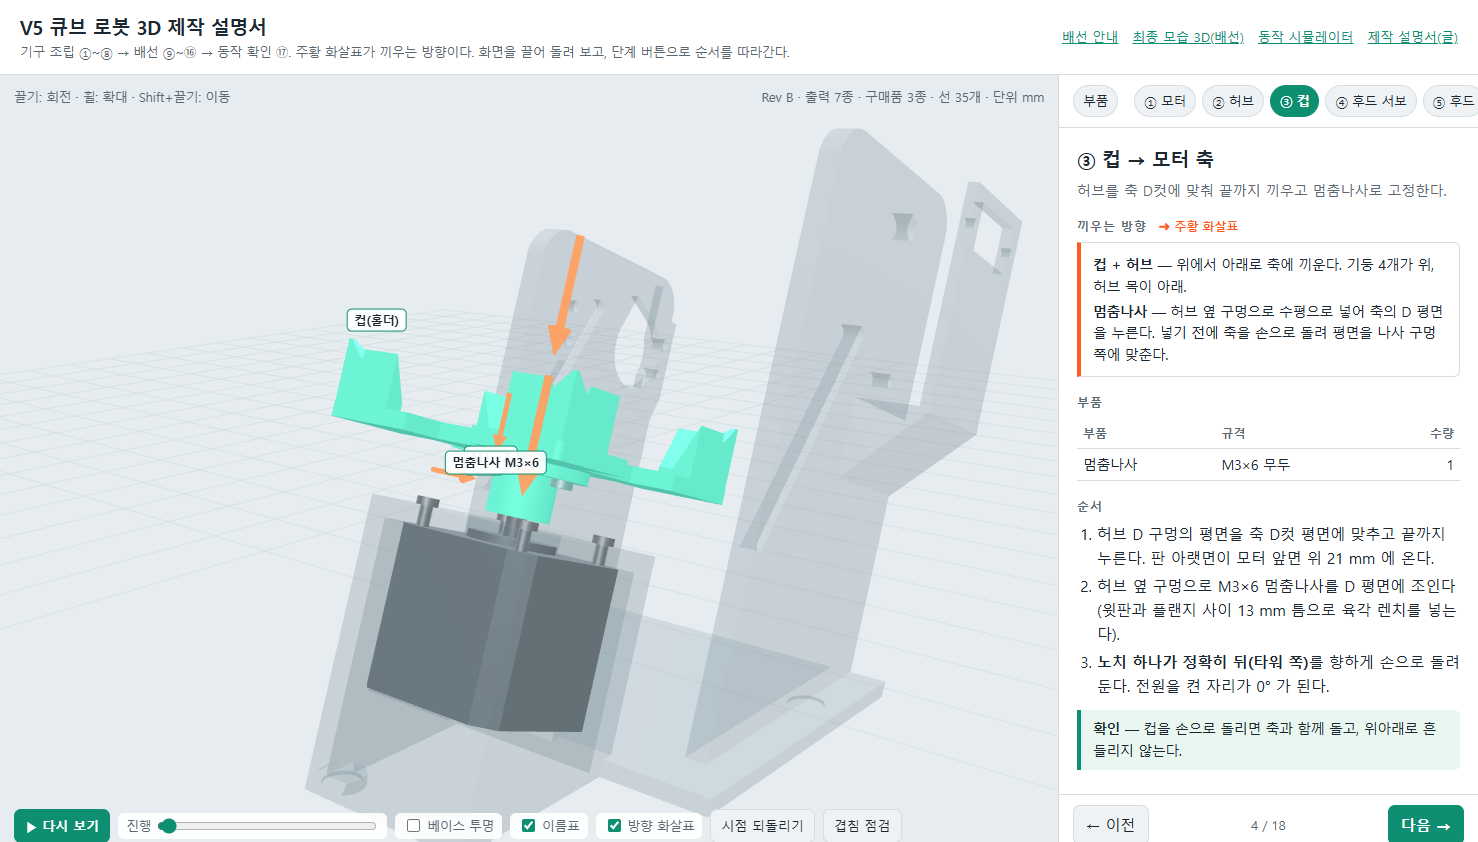 V5 큐브 로봇 3D 제작 설명서
기구 조립 ①~⑧ → 배선 ⑨~⑯ → 동작 확인 ⑰. 주황 화살표가 끼우는 방향이다. 화면을 끌어 돌려 보고, 단계 버튼으로 순서를 따라간다.
배선 안내 최종 모습 3D(배선) 동작 시뮬레이터 제작 설명서(글)
끌기: 회전 · 휠: 확대 · Shift+끌기: 이동
Rev B · 출력 7종 · 구매품 3종 · 선 35개 · 단위 mm
부품 ① 모터 ② 허브 ③ 컵 ④ 후드 서보 ⑤ 후드
컵(홀더)
멈춤나사 M3×6
③ 컵 → 모터 축
허브를 축 D컷에 맞춰 끝까지 끼우고 멈춤나사로 고정한다.
끼우는 방향 → 주황 화살표
컵 + 허브 — 위에서 아래로 축에 끼운다. 기둥 4개가 위,
허브 목이 아래.
멈춤나사 — 허브 옆 구멍으로 수평으로 넣어 축의 D 평면
을 누른다. 넣기 전에 축을 손으로 돌려 평면을 나사 구멍
쪽에 맞춘다.
부품
부품 규격 수량
멈춤나사 M3×6 무두 1
순서
1. 허브 D 구멍의 평면을 축 D컷 평면에 맞추고 끝까지
누른다. 판 아랫면이 모터 앞면 위 21 mm 에 온다.
2. 허브 옆 구멍으로 M3×6 멈춤나사를 D 평면에 조인다
(윗판과 플랜지 사이 13 mm 틈으로 육각 렌치를 넣는
다).
3. 노치 하나가 정확히 뒤(타워 쪽)를 향하게 손으로 돌려
둔다. 전원을 켠 자리가 0° 가 된다.
확인 — 컵을 손으로 돌리면 축과 함께 돌고, 위아래로 흔
들리지 않는다.
▶ 다시 보기 진행 베이스 투명 이름표 방향 화살표 시점 되돌리기 겹침 점검
← 이전 4 / 18 다음 →